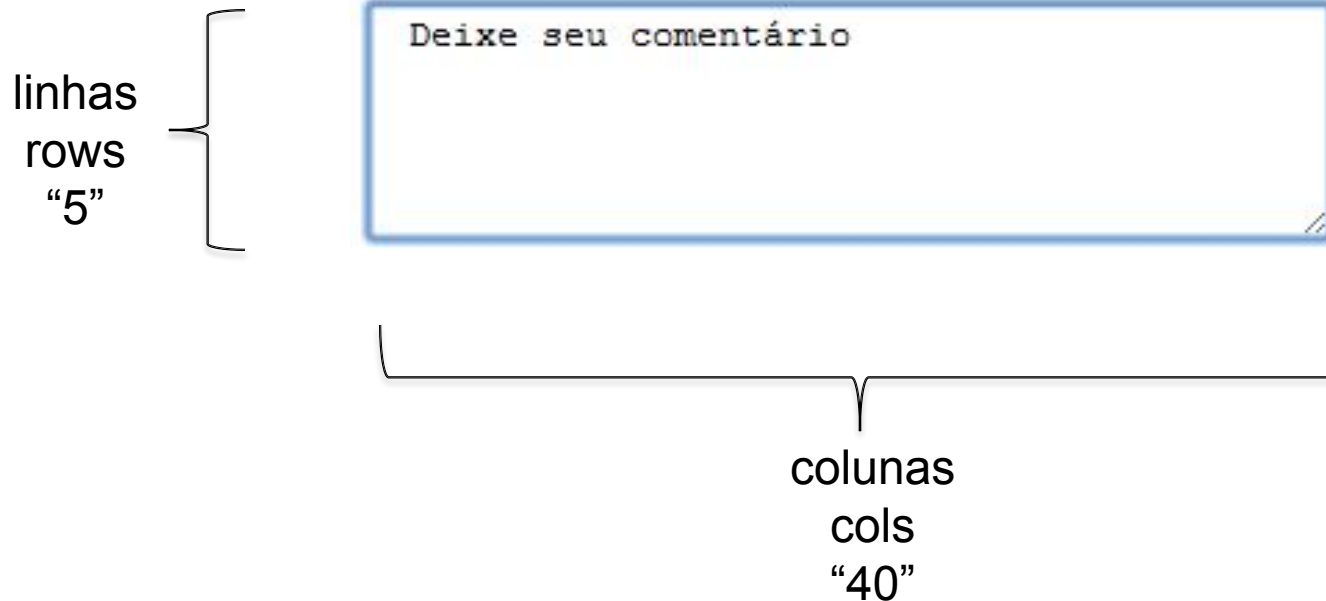 Deixe seu comentário
linhas
rows
“5”
colunas
cols
“40”